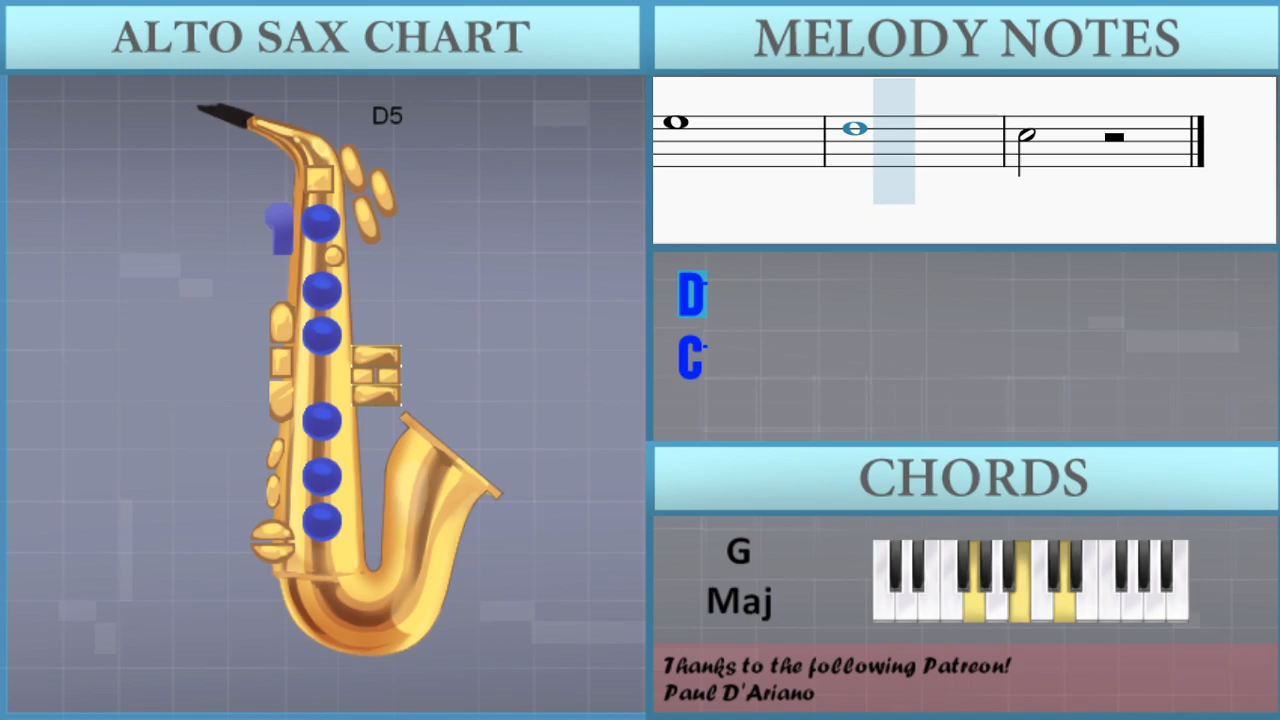 ALTO SAX CHART
MELODY NOTES
D5
D-
C-
CHORDS
G
Maj
Thanks to the following Patreon!
Paul D'Ariano